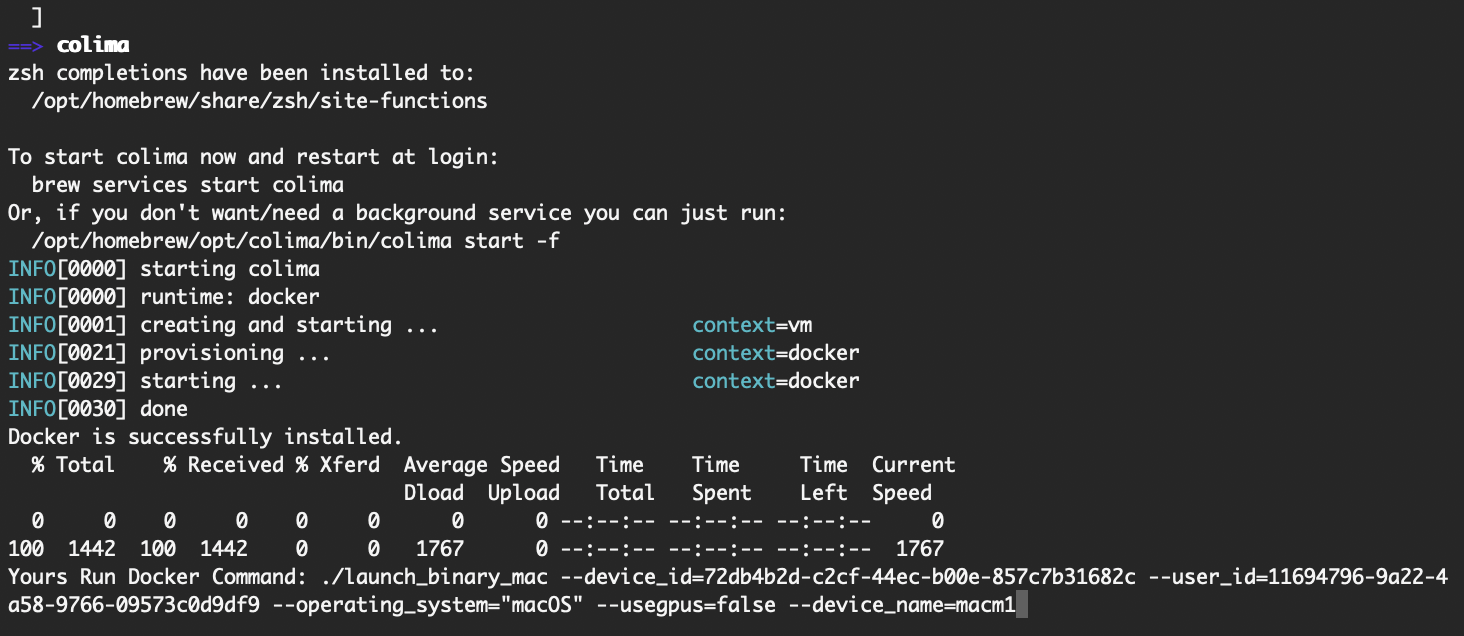 ]
==> colima
zsh completions have been installed to:
/opt/homebrew/share/zsh/site-functions
To start colima now and restart at login:
brew services start colima
Or, if you don't want/need a background service you can just run:
/opt/homebrew/opt/colima/bin/colima start -f
INFO[0000] starting colima
INFO[0000] runtime: docker
INFO[0001] creating and starting ... context=vm
INFO[0021] provisioning ... context=docker
INFO[0029] starting ... context=docker
INFO[0030] done
Docker is successfully installed.
% Total % Received % Xferd Average Speed Time Time Time Current
Dload Upload Total Spent Left Speed
0 0 0 0 0 0 0 0 --:--:-- --:--:-- --:--:-- 0
100 1442 100 1442 0 0 1767 0 --:--:-- --:--:-- --:--:-- 1767
Yours Run Docker Command: ./launch_binary_mac --device_id=72db4b2d-c2cf-44ec-b00e-857c7b31682c --user_id=11694796-9a22-4
a58-9766-09573c0d9df9 --operating_system="macOS" --usegpus=false --device_name=macm1